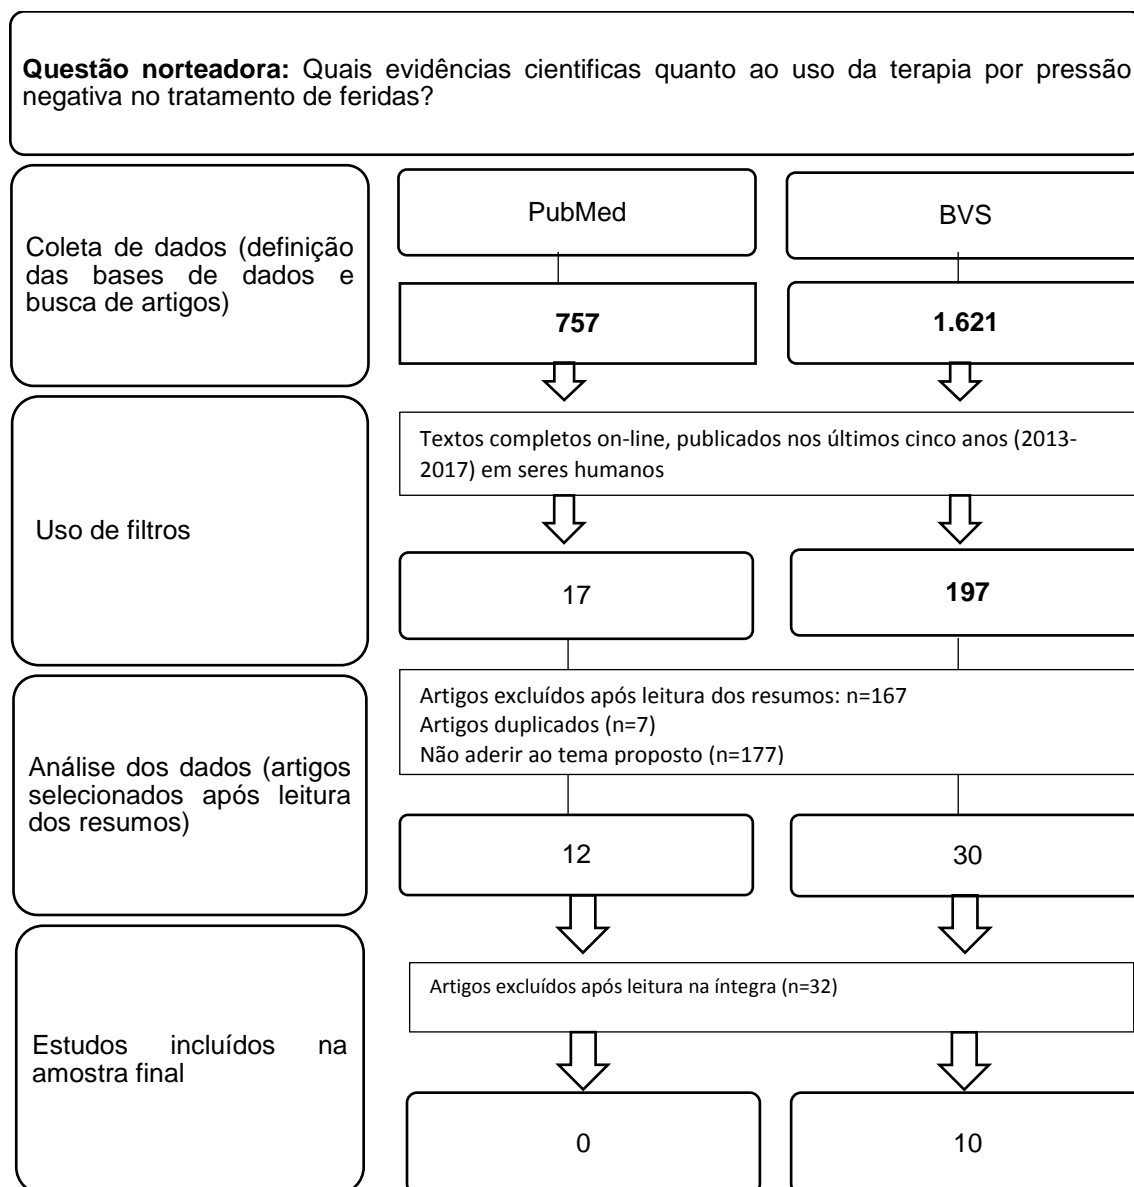 Questão norteadora: Quais evidências cientificas quanto ao uso da terapia por pressão
negativa no tratamento de feridas?
Coleta de dados (definição
das bases de dados e
busca de artigos)
PubMed
BVS
757
1.621
Uso de filtros
Textos completos on-line, publicados nos últimos cinco anos (2013-
2017) em seres humanos
17
197
Análise dos dados (artigos
selecionados após leitura
dos resumos)
Artigos excluídos após leitura dos resumos: n=167
Artigos duplicados (n=7)
Não aderir ao tema proposto (n=177)
12
30
Estudos incluídos na
amostra final
Artigos excluídos após leitura na íntegra (n=32)
0
10